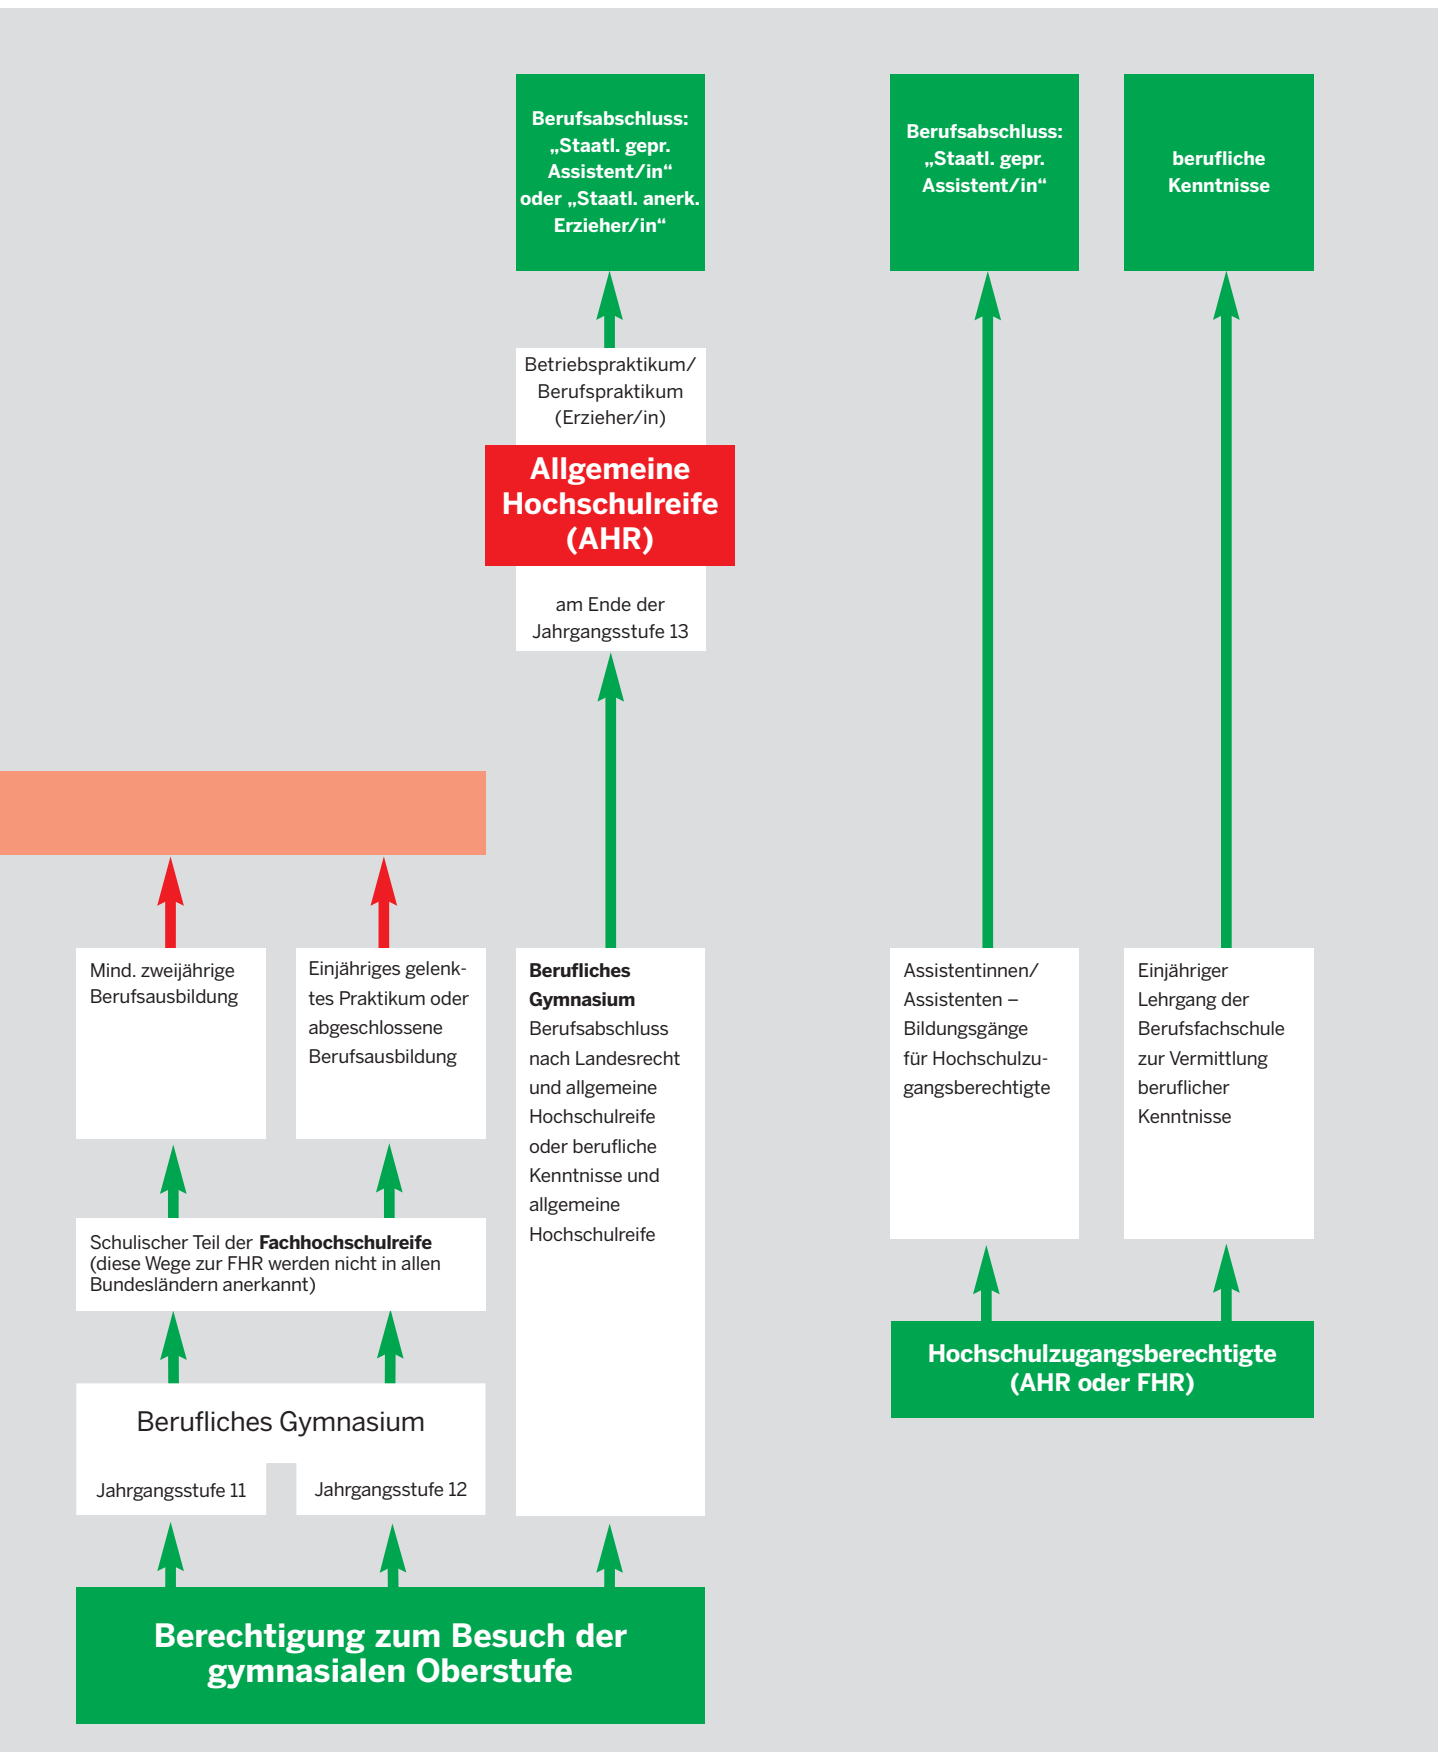 Berufsabschluss:
„Staatl. gepr.
Assistent/in“
oder „Staatl. anerk.
Erzieher/in“
Berufsabschluss:
„Staatl. gepr.
Assistent/in“
berufliche
Kenntnisse
Betriebspraktikum/
Berufspraktikum
(Erzieher/in)
Allgemeine
Hochschulreife
(AHR)
am Ende der
Jahrgangsstufe 13
Mind. zweijährige
Berufsausbildung
Einjähriges gelenk-
tes Praktikum oder
abgeschlossene
Berufsausbildung
Berufliches
Gymnasium
Berufsabschluss
nach Landesrecht
und allgemeine
Hochschulreife
oder berufliche
Kenntnisse und
allgemeine
Hochschulreife
Assistentinnen/
Assistenten –
Bildungsgänge
für Hochschulzu-
gangsberechtigte
Einjähriger
Lehrgang der
Berufsfachschule
zur Vermittlung
beruflicher
Kenntnisse
Schulischer Teil der Fachhochschulreife
(diese Wege zur FHR werden nicht in allen
Bundesländern anerkannt)
Hochschulzugangsberechtigte
(AHR oder FHR)
Berufliches Gymnasium
Jahrgangsstufe 11
Jahrgangsstufe 12
Berechtigung zum Besuch der
gymnasialen Oberstufe